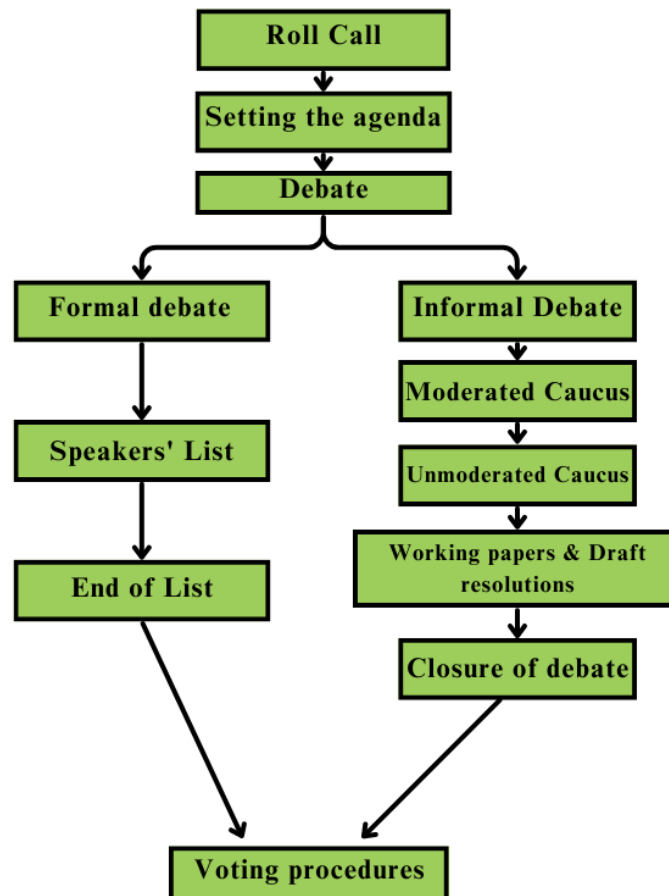 Roll Call
Setting the agenda
Debate
Formal debate
Speakers' List
End of List
Informal Debate
Moderated Caucus
Unmoderated Caucus
Working papers & Draft
resolutions
Closure of debate
Voting procedures